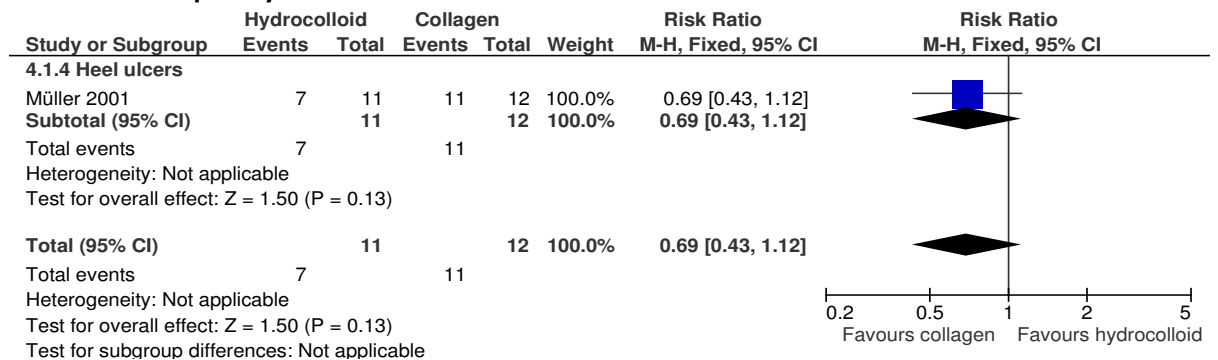 Hydrocolloid Collagen Risk Ratio Risk Ratio
Study or Subgroup Events Total Events Total Weight M-H, Fixed, 95% CI M-H, Fixed, 95% CI
4.1.4 Heel ulcers
Müller 2001 7 11 11 12 100.0% 0.69 [0.43, 1.12]
Subtotal (95% CI) 11 12 100.0% 0.69 [0.43, 1.12]
Total events 7 11
Heterogeneity: Not applicable
Test for overall effect: Z = 1.50 (P = 0.13)
Total (95% CI) 11 12 100.0% 0.69 [0.43, 1.12]
Total events 7 11
Heterogeneity: Not applicable
Test for overall effect: Z = 1.50 (P = 0.13)
Test for subgroup differences: Not applicable
0.2 0.5 1 2 5
Favours collagen Favours hydrocolloid